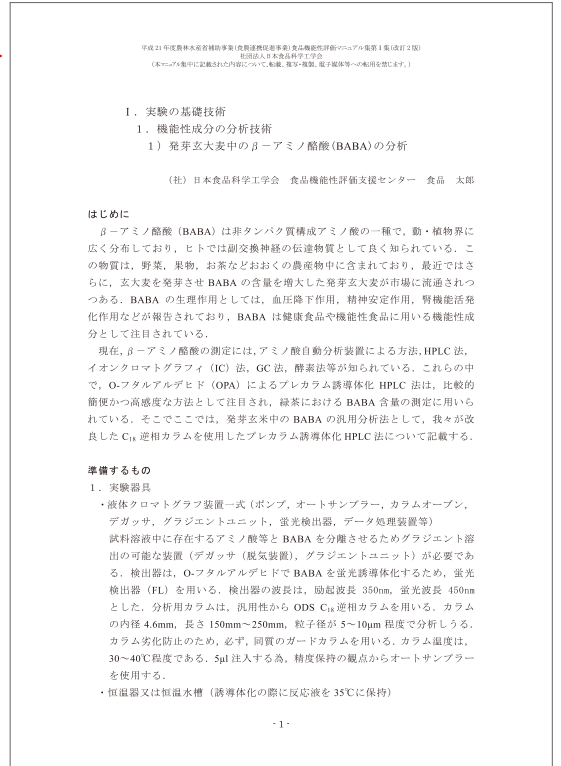 平成21年度農林水産省補助事業(食農連携促進事業)食品機能性評価マニュアル集第Ⅰ集(改訂2版)
社団法人日本食品科学工学会
(本マニュアル集中に記載された内容について、転載、複写・複製、電子媒体等への転用を禁じます。)
Ⅰ．実験の基礎技術
１．機能性成分の分析技術
１）発芽玄大麦中のβ－アミノ酪酸(BABA)の分析
（社）日本食品科学工学会　食品機能性評価支援センター　食品　太郎
はじめに
β－アミノ酪酸（BABA）は非タンパク質構成アミノ酸の一種で，動・植物界に
広く分布しており，ヒトでは副交換神経の伝達物質として良く知られている．こ
の物質は，野菜，果物，お茶などおおくの農産物中に含まれており，最近ではさ
らに，玄大麦を発芽させ BABA の含量を増大した発芽玄大麦が市場に流通されつ
つある．BABA の生理作用としては，血圧降下作用，精神安定作用，腎機能活発
化作用などが報告されており，BABA は健康食品や機能性食品に用いる機能性成
分として注目されている．
現在，β－アミノ酪酸の測定には，アミノ酸自動分析装置による方法，HPLC 法，
イオンクロマトグラフィ（IC）法，GC 法，酵素法等が知られている．これらの中
で，O-フタルアルデヒド（OPA）によるプレカラム誘導体化 HPLC 法は，比較的
簡便かつ高感度な方法として注目され，緑茶における BABA 含量の測定に用いら
れている．そこでここでは，発芽玄米中の BABA の汎用分析法として，我々が改
良した C18 逆相カラムを使用したプレカラム誘導体化 HPLC 法について記載する．
準備するもの
１．実験器具
・液体クロマトグラフ装置一式（ポンプ，オートサンプラー，カラムオーブン，
デガッサ，グラジエントユニット，蛍光検出器，データ処理装置等）
試料溶液中に存在するアミノ酸等と BABA を分離させるためグラジエント溶
出の可能な装置（デガッサ（脱気装置），グラジエントユニット）が必要であ
る．検出器は，O-フタルアルデヒドで BABA を蛍光誘導体化するため，蛍光
検出器（FL）を用いる．検出器の波長は，励起波長 350nm，蛍光波長 450nm
とした．分析用カラムは，汎用性から ODS C18 逆相カラムを用いる．カラム
の内径 4.6mm，長さ 150mm～250mm，粒子径が 5～10μm 程度で分析しうる．
カラム劣化防止のため，必ず，同質のガードカラムを用いる．カラム温度は，
30～40℃程度である．5μl 注入する為，精度保持の観点からオートサンプラー
を使用する．
・恒温器又は恒温水槽（誘導体化の際に反応液を 35℃に保持）
- 1 -